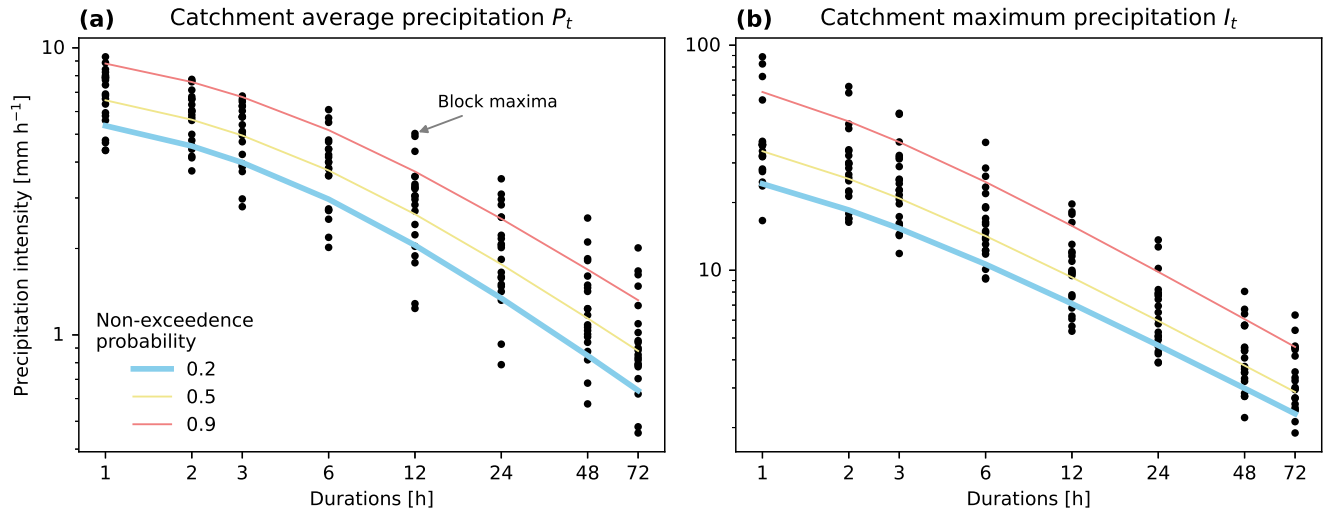 (a) Catchment average precipitation Pₜ
10
1
Precipitation intensity [mm h⁻¹]
Block maxima
Non-exceedence
probability
0.2
0.5
0.9
1 2 3 6 12 24 48 72
Durations [h]
(b) Catchment maximum precipitation Iₜ
100
10
1 2 3 6 12 24 48 72
Durations [h]